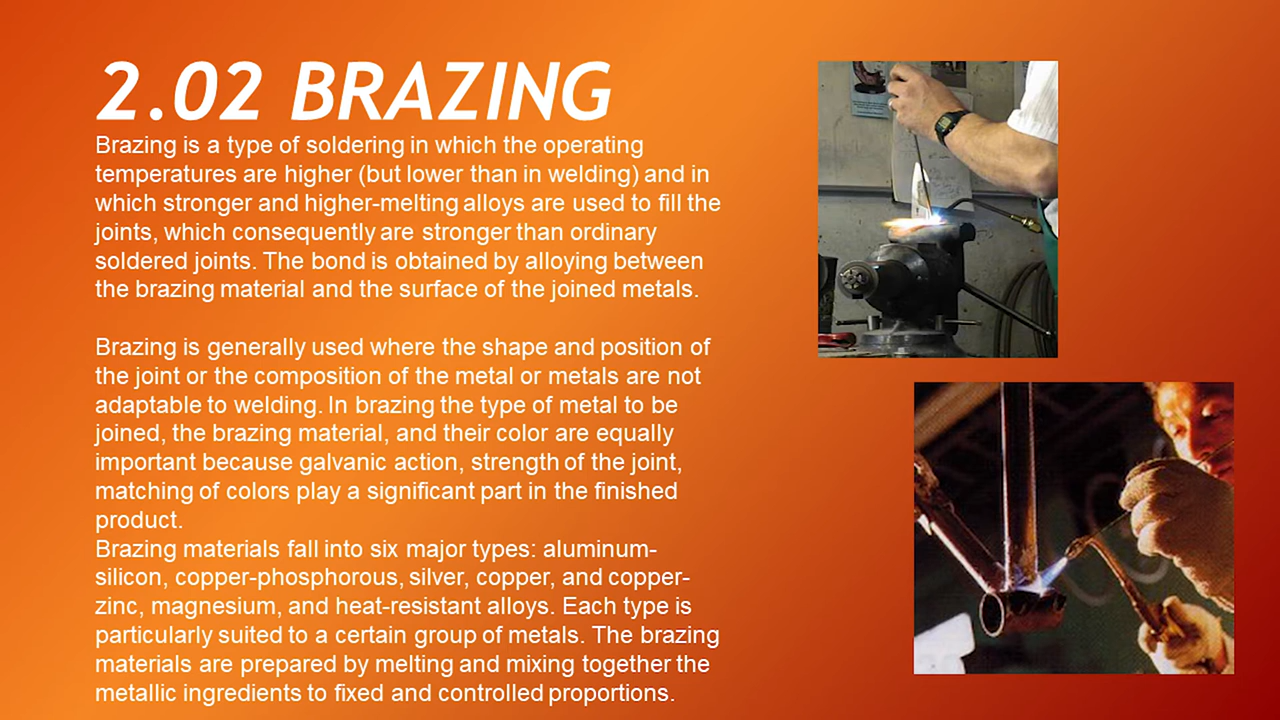 2.02 BRAZING
Brazing is a type of soldering in which the operating
temperatures are higher (but lower than in welding) and in
which stronger and higher-melting alloys are used to fill the
joints, which consequently are stronger than ordinary
soldered joints. The bond is obtained by alloying between
the brazing material and the surface of the joined metals.
Brazing is generally used where the shape and position of
the joint or the composition of the metal or metals are not
adaptable to welding. In brazing the type of metal to be
joined, the brazing material, and their color are equally
important because galvanic action, strength of the joint,
matching of colors play a significant part in the finished
product.
Brazing materials fall into six major types: aluminum-
silicon, copper-phosphorous, silver, copper, and copper-
zinc, magnesium, and heat-resistant alloys. Each type is
particularly suited to a certain group of metals. The brazing
materials are prepared by melting and mixing together the
metallic ingredients to fixed and controlled proportions.